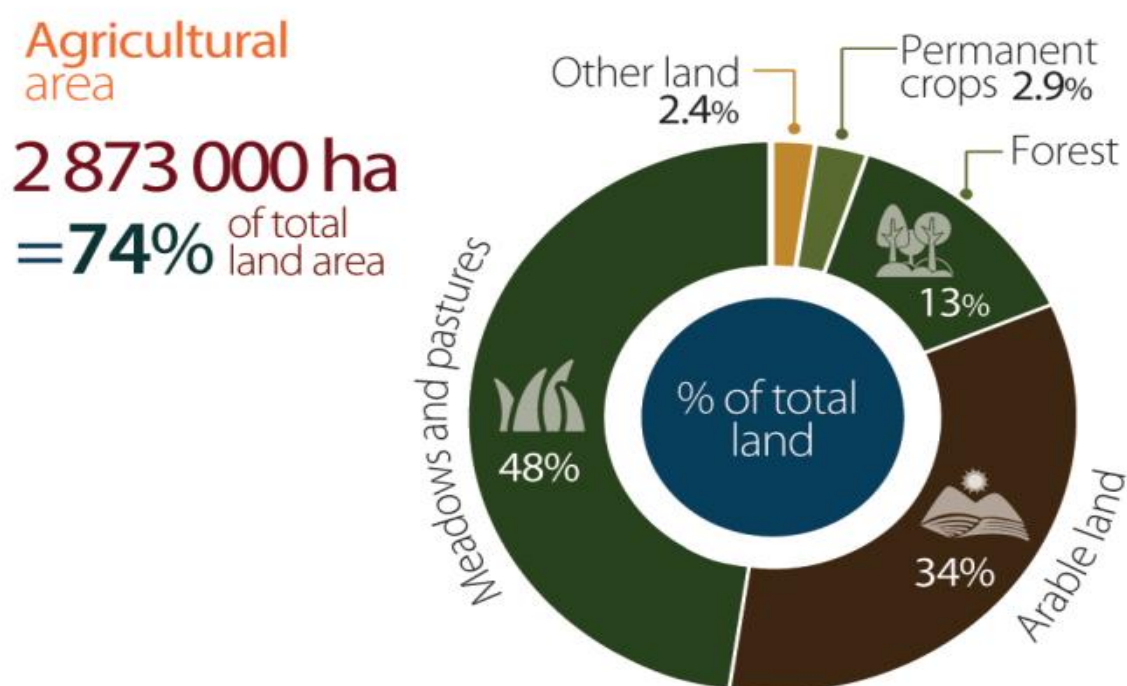 Agricultural
area
2 873 000 ha
=74% of total
land area
Other land
2.4%
Permanent
crops 2.9%
Forest
13%
Meadows and pastures
48%
% of total
land
34%
Arable land